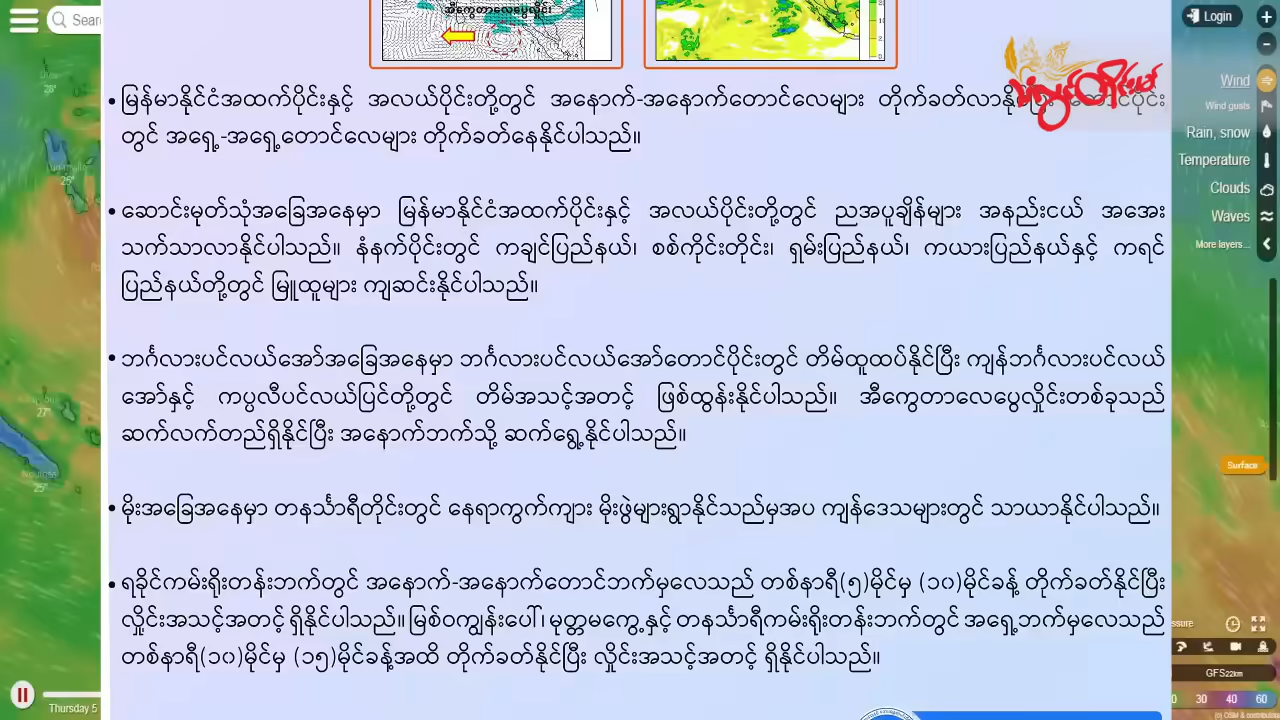 Sear
Login
အီကွေတာလေပွေလှိုင်း
Wind
Wind gusts
Rain, snow
Temperature
Clouds
Waves
More layers...
• မြန်မာနိုင်ငံအထက်ပိုင်းနှင့် အလယ်ပိုင်းတို့တွင် အနောက်-အနောက်တောင်လေများ တိုက်ခတ်လာနိုင်ပြီး တောင်ပိုင်း
တွင် အရှေ့-အရှေ့တောင်လေများ တိုက်ခတ်နေနိုင်ပါသည်။
• ဆောင်းမုတ်သုံအခြေအနေမှာ မြန်မာနိုင်ငံအထက်ပိုင်းနှင့် အလယ်ပိုင်းတို့တွင် ညအပူချိန်များ အနည်းငယ် အအေး
သက်သာလာနိုင်ပါသည်။ နံနက်ပိုင်းတွင် ကချင်ပြည်နယ်၊ စစ်ကိုင်းတိုင်း၊ ရှမ်းပြည်နယ်၊ ကယားပြည်နယ်နှင့် ကရင်
ပြည်နယ်တို့တွင် မြူထူများ ကျဆင်းနိုင်ပါသည်။
• ဘင်္ဂလားပင်လယ်အော်အခြေအနေမှာ ဘင်္ဂလားပင်လယ်အော်တောင်ပိုင်းတွင် တိမ်ထူထပ်နိုင်ပြီး ကျန်ဘင်္ဂလားပင်လယ်
အော်နှင့် ကပ္ပလီပင်လယ်ပြင်တို့တွင် တိမ်အသင့်အတင့် ဖြစ်ထွန်းနိုင်ပါသည်။ အီကွေတာလေပွေလှိုင်းတစ်ခုသည်
ဆက်လက်တည်ရှိနိုင်ပြီး အနောက်ဘက်သို့ ဆက်ရွေ့နိုင်ပါသည်။
• မိုးအခြေအနေမှာ တနင်္သာရီတိုင်းတွင် နေရာကွက်ကျား မိုးဖွဲများရွာနိုင်သည်မှအပ ကျန်ဒေသများတွင် သာယာနိုင်ပါသည်။
• ရခိုင်ကမ်းရိုးတန်းဘက်တွင် အနောက်-အနောက်တောင်ဘက်မှလေသည် တစ်နာရီ(၅)မိုင်မှ (၁၀)မိုင်ခန့် တိုက်ခတ်နိုင်ပြီး
လှိုင်းအသင့်အတင့် ရှိနိုင်ပါသည်။ မြစ်ဝကျွန်းပေါ်၊ မုတ္တမကွေ့နှင့် တနင်္သာရီကမ်းရိုးတန်းဘက်တွင် အရှေ့ဘက်မှလေသည်
တစ်နာရီ(၁၀)မိုင်မှ (၁၅)မိုင်ခန့်အထိ တိုက်ခတ်နိုင်ပြီး လှိုင်းအသင့်အတင့် ရှိနိုင်ပါသည်။
Surface
ssure
GFS22km
0 30 40 60
Thursday 5